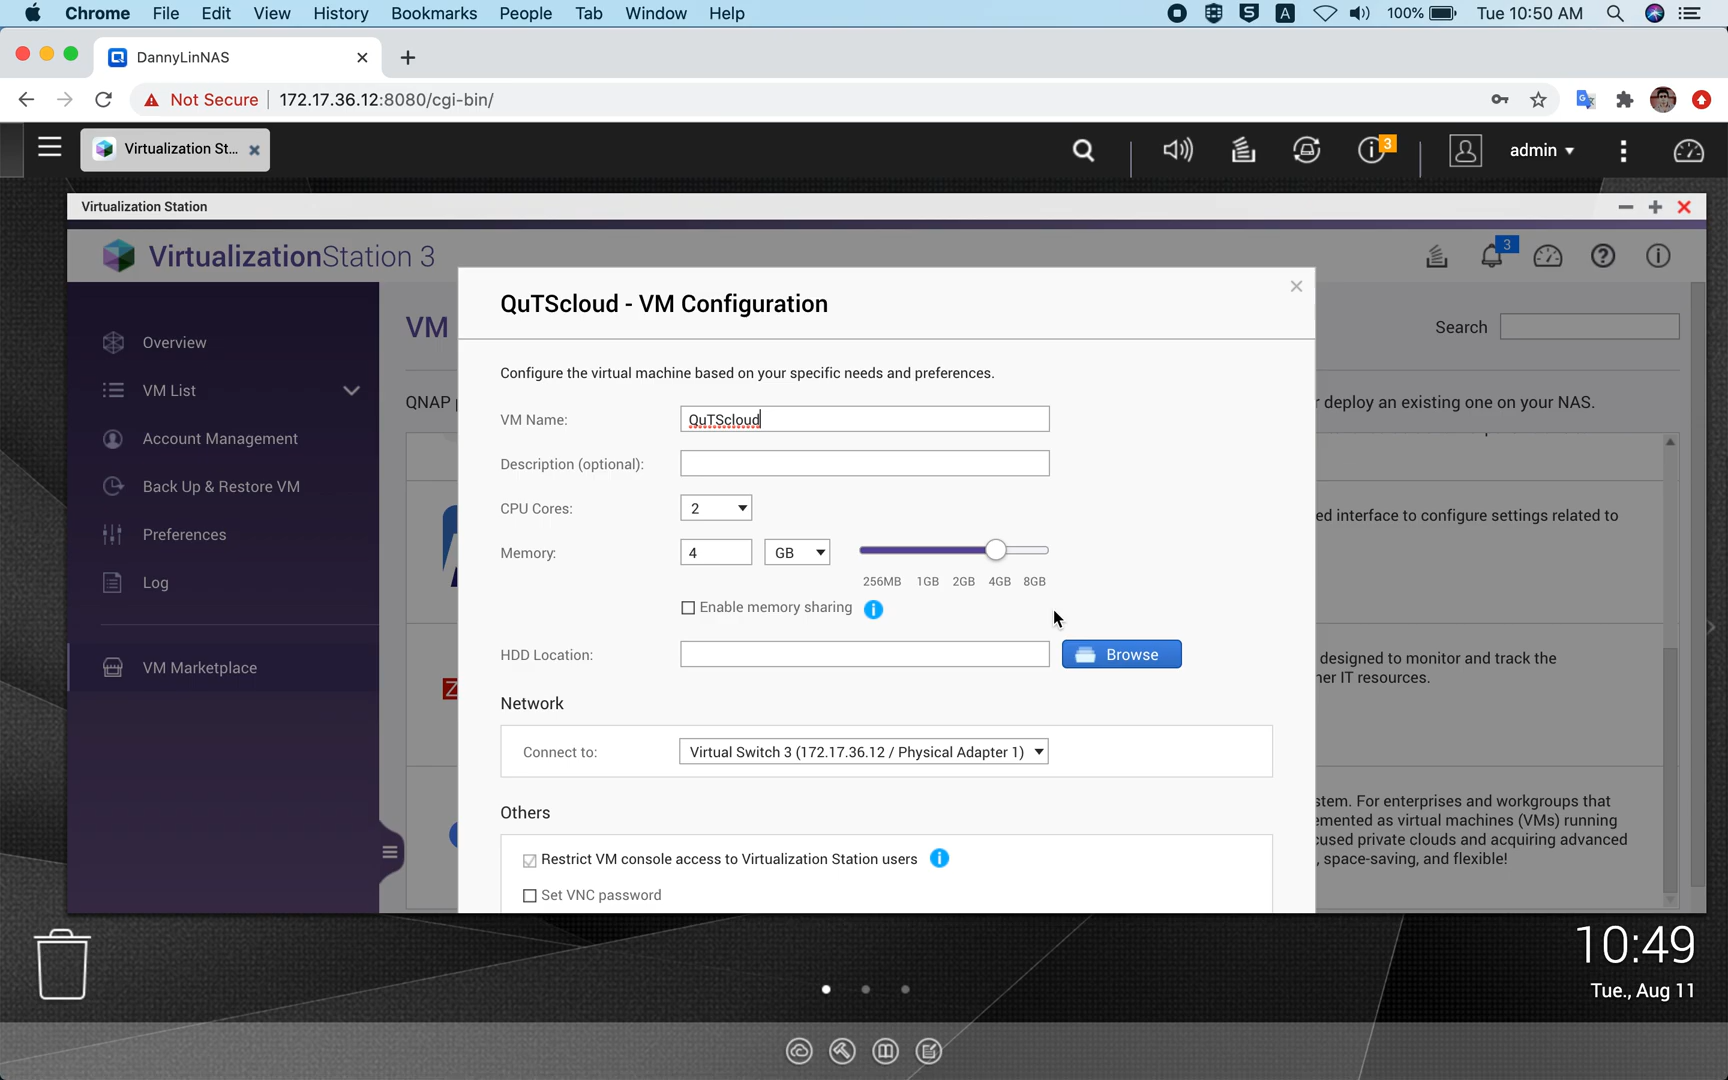 Chrome File Edit View History Bookmarks People Tab Window Help
A 100% Tue 10:50 AM
DannyLinNAS
Not Secure 172.17.36.12:8080/cgi-bin/
Virtualization St...
3 admin
Virtualization Station
VirtualizationStation 3
3
Overview
VM List
Account Management
Back Up & Restore VM
Preferences
Log
VM Marketplace
VM
Search
QNAP
deploy an existing one on your NAS.
ed interface to configure settings related to
designed to monitor and track the
er IT resources.
stem. For enterprises and workgroups that
emented as virtual machines (VMs) running
used private clouds and acquiring advanced
, space-saving, and flexible!
QuTScloud - VM Configuration
Configure the virtual machine based on your specific needs and preferences.
VM Name: QuTScloud
Description (optional):
CPU Cores: 2
Memory: 4 GB
256MB 1GB 2GB 4GB 8GB
Enable memory sharing
HDD Location: Browse
Network
Connect to: Virtual Switch 3 (172.17.36.12 / Physical Adapter 1)
Others
Restrict VM console access to Virtualization Station users
Set VNC password
10:49
Tue., Aug 11